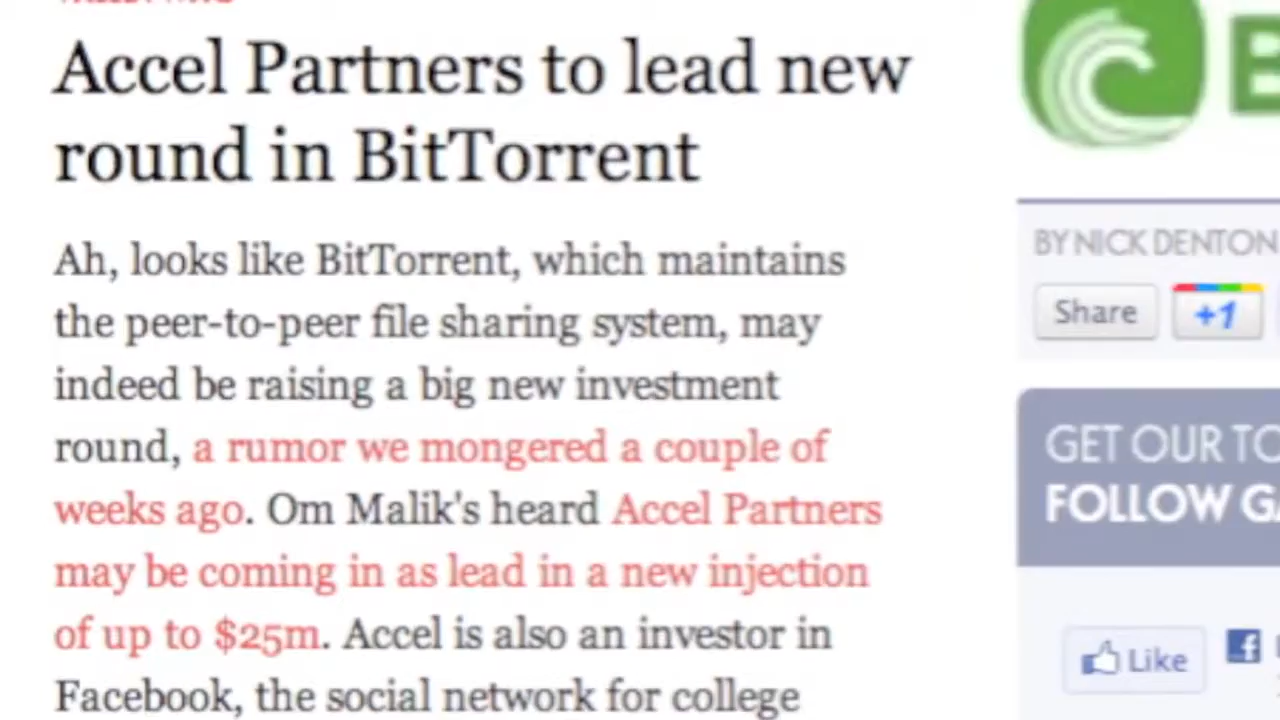 Accel Partners to lead new
round in BitTorrent
Ah, looks like BitTorrent, which maintains
the peer-to-peer file sharing system, may
indeed be raising a big new investment
round, a rumor we mongered a couple of
weeks ago. Om Malik's heard Accel Partners
may be coming in as lead in a new injection
of up to $25m. Accel is also an investor in
Facebook, the social network for college
B
BY NICK DENTON
Share
+1
GET OUR TO
FOLLOW GA
Like